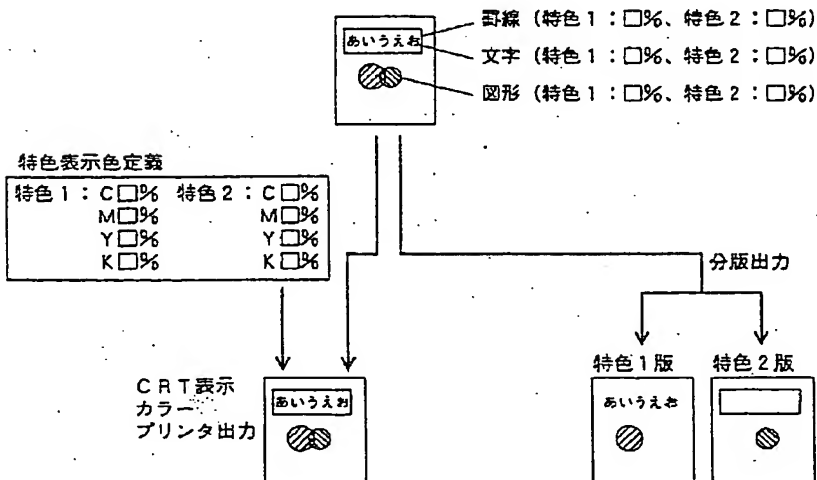 罫線 (特色1:□%、特色2:□%)
あいうえお
文字 (特色1:□%、特色2:□%)
図形 (特色1:□%、特色2:□%)
特色表示色定義
特色1:C□% 特色2:C□%
M□% M□%
Y□% Y□%
K□% K□%
分版出力
特色1版 特色2版
CRT表示
カラー
プリンタ出力
あいうえお
あいうえお